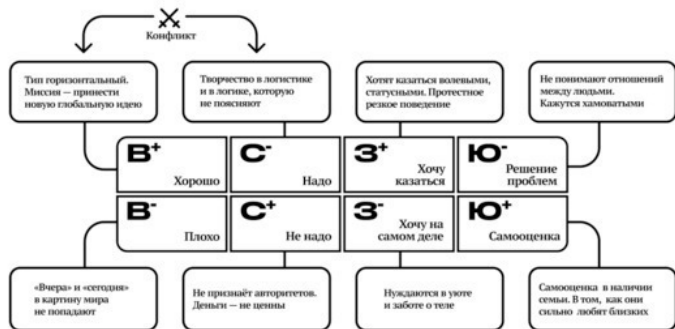 Конфликт
Тип горизонтальный.
Миссия — принести
новую глобальную идею
Творчество в логистике
и в логике, которую
не поясняют
Хотят казаться волевыми,
статусными. Протестное
резкое поведение
Не понимают отношений
между людьми.
Кажутся хамоватыми
В+
Хорошо
С-
Надо
З+
Хочу
казаться
Ю-
Решение
проблем
В-
Плохо
С+
Не надо
З-
Хочу на
самом деле
Ю+
Самооценка
«Вчера» и «сегодня»
в картину мира
не попадают
Не признаёт авторитетов.
Деньги — не ценны
Нуждаются в уюте
и заботе о теле
Самооценка в наличии
семьи. В том, как они
сильно любят близких